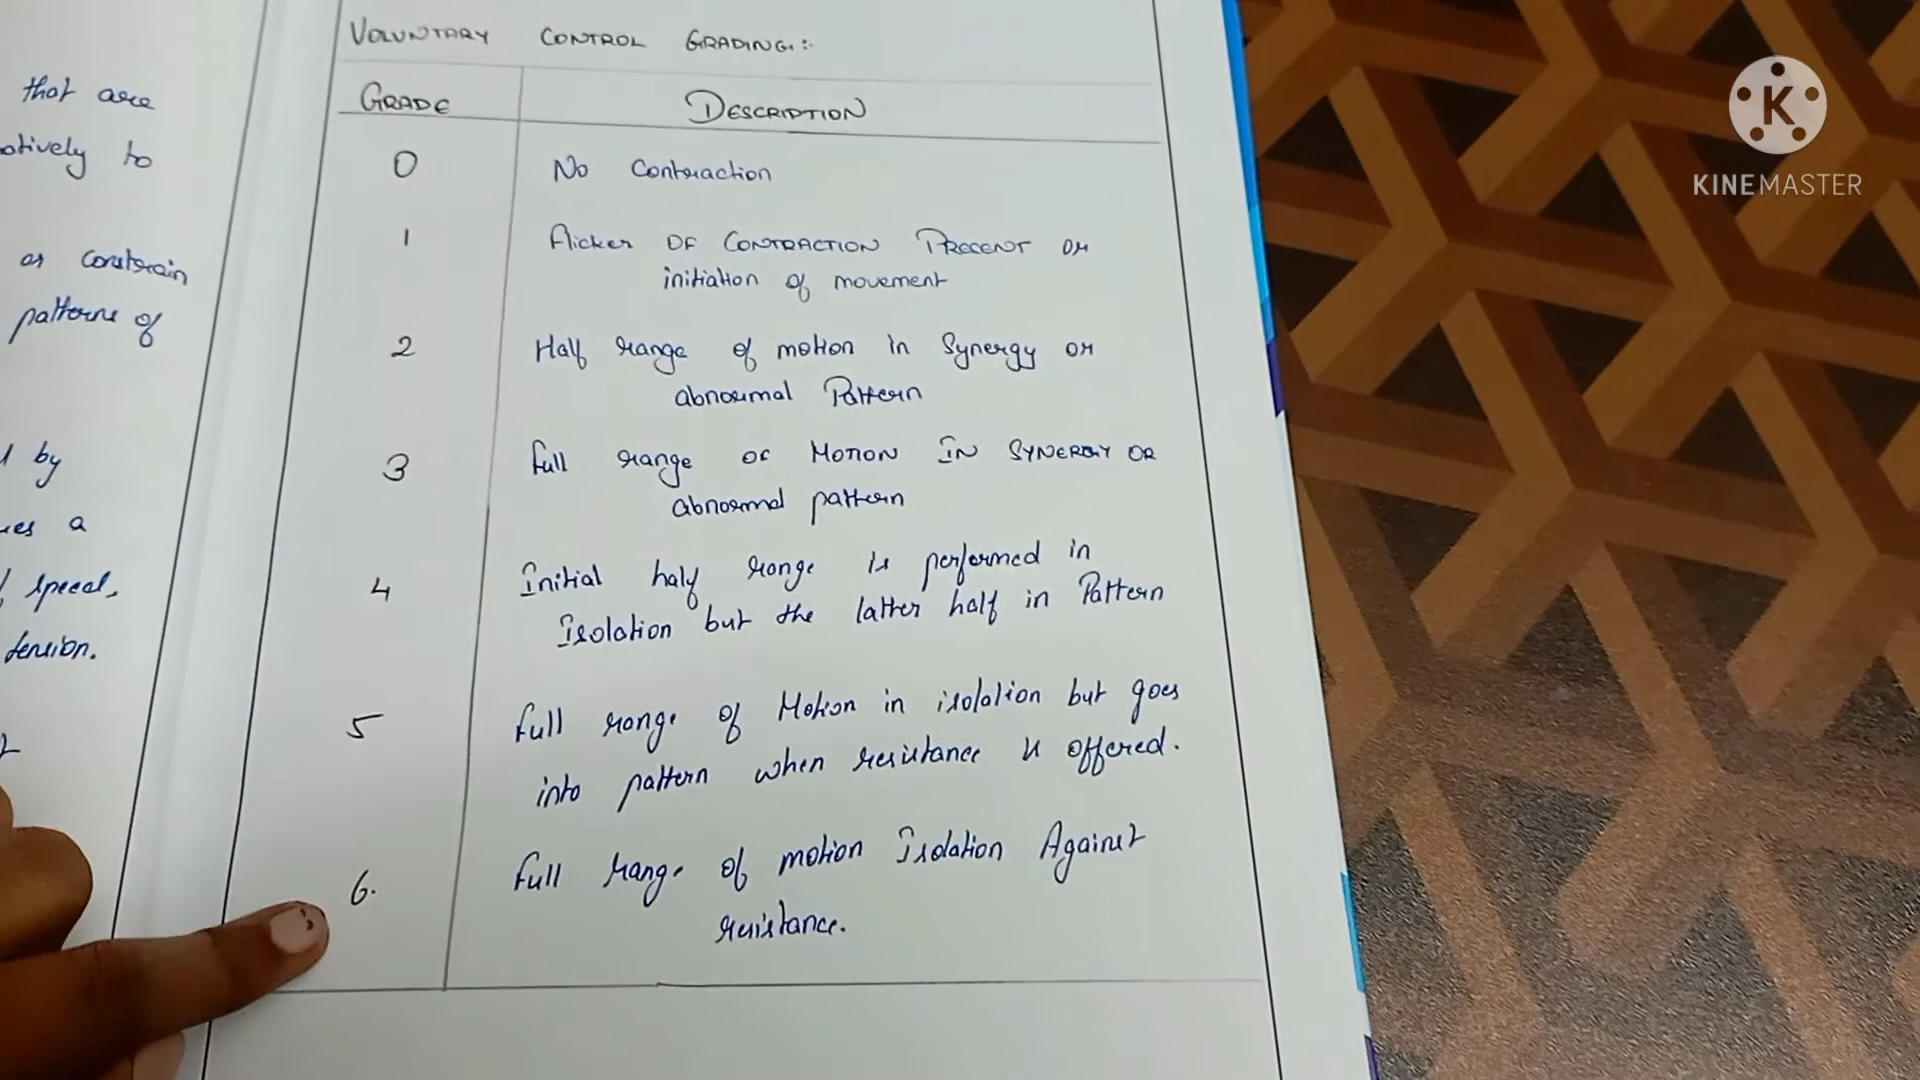 that are
atively to
or constrain
patterns of
by
a
speed,
tension.
VOLUNTARY CONTROL GRADING:-
GRADE DESCRIPTION
0 No Contraction
1 flicker OF CONTRACTION PRECENT or
initiation of movement
2 Half range of motion in Synergy or
abnormal Pattern
3 full range OF MOTION IN SYNERGY OR
abnormal pattern
4 Initial half range is performed in
Isolation but the latter half in Pattern
5 full range of Motion in isolation but goes
into pattern when resistance is offered.
6. full range of motion Isolation Against
resistance.
K
KINEMASTER